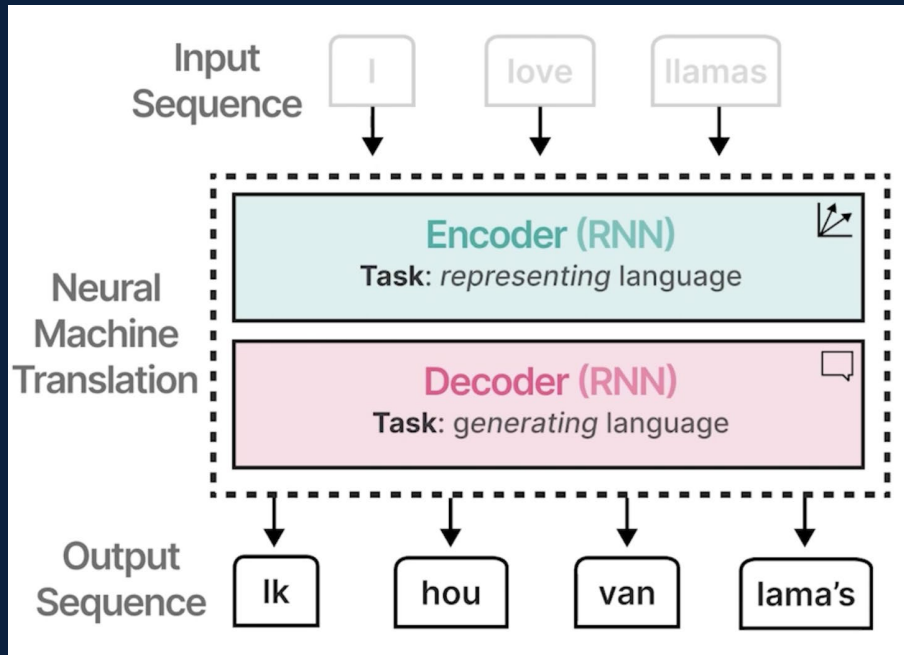 Input
Sequence
I
love
llamas
Neural
Machine
Translation
Encoder (RNN)
Task: representing language
Decoder (RNN)
Task: generating language
Output
Sequence
Ik
hou
van
lama's